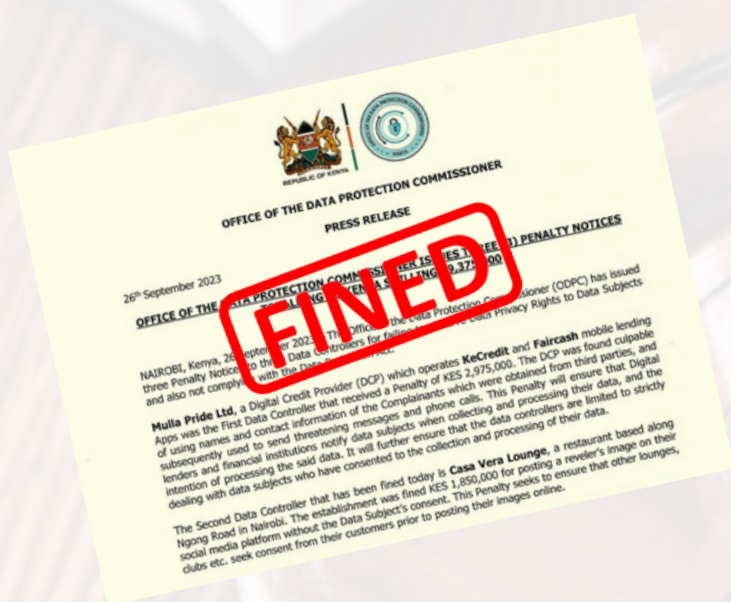 REPUBLIC OF KENYA
OFFICE OF THE DATA PROTECTION COMMISSIONER
PRESS RELEASE
26th September 2023
OFFICE OF THE DATA PROTECTION COMMISSIONER ISSUES THREE (3) PENALTY NOTICES
9,375,000
FINED
NAIROBI, Kenya, 26 September 2023 The Office the Data Protection Commissioner (ODPC) has issued
three Penalty Notices to three Data Controllers for Data Privacy Rights to Data Subjects
and also not complying with the Data
Mulla Pride Ltd, a Digital Credit Provider (DCP) which operates KeCredit and Faircash mobile lending
Apps was the First Data Controller that received a Penalty of KES 2,975,000. The DCP was found culpable
of using names and contact information of the Complainants which were obtained from third parties, and
subsequently used to send threatening messages and phone calls. This Penalty will ensure that Digital
lenders and financial institutions notify data subjects when collecting and processing their data, and the
intention of processing the said data. It will further ensure that the data controllers are limited to strictly
dealing with data subjects who have consented to the collection and processing of their data.
The Second Data Controller that has been fined today is Casa Vera Lounge, a restaurant based along
Ngong Road in Nairobi. The establishment was fined KES 1,850,000 for posting a reveler's image on their
social media platform without the Data Subject's consent. This Penalty seeks to ensure that other lounges,
clubs etc. seek consent from their customers prior to posting their images online.